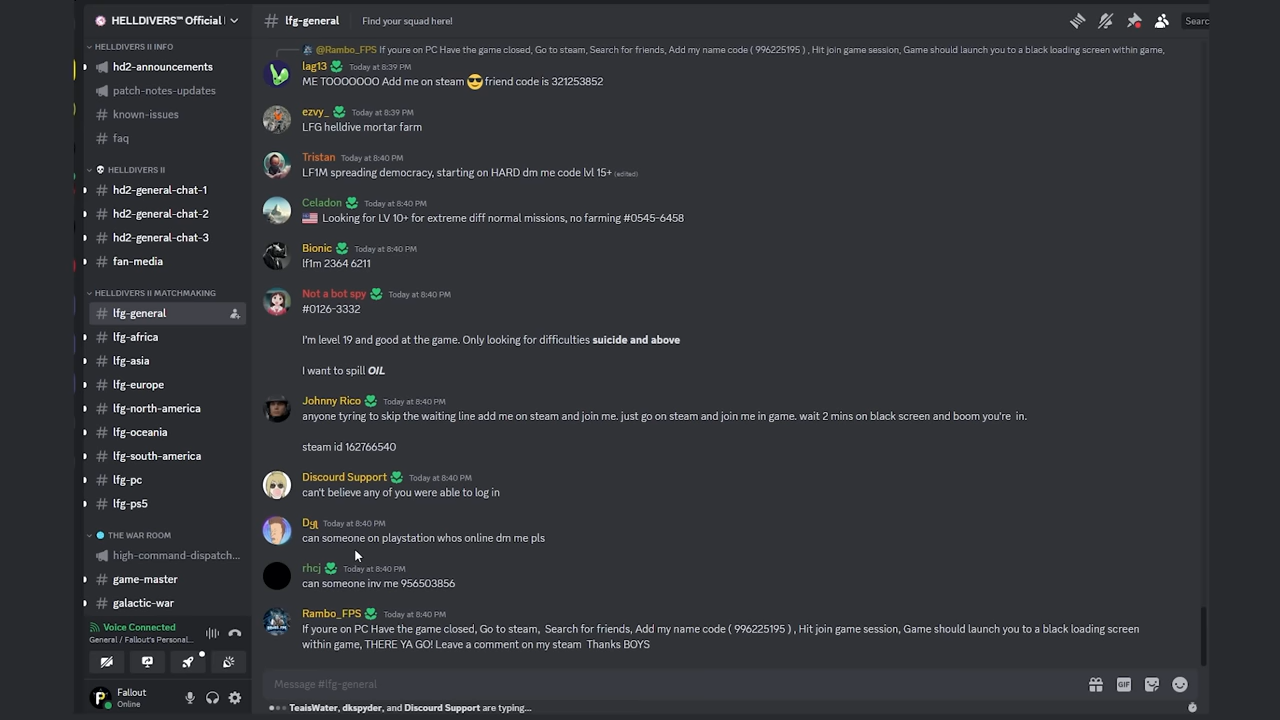 HELLDIVERS™ Official
# lfg-general
Find your squad here!
HELLDIVERS II INFO
hd2-announcements
patch-notes-updates
# known-issues
# faq
HELLDIVERS II
# hd2-general-chat-1
# hd2-general-chat-2
# hd2-general-chat-3
# fan-media
HELLDIVERS II MATCHMAKING
# lfg-general
# lfg-africa
# lfg-asia
# lfg-europe
# lfg-north-america
# lfg-oceania
# lfg-south-america
# lfg-pc
# lfg-ps5
THE WAR ROOM
high-command-dispatch...
# game-master
# galactic-war
Voice Connected
General / Fallout's Personal...
Fallout
Online
@Rambo_FPS If youre on PC Have the game closed, Go to steam, Search for friends, Add my name code ( 996225195 ) , Hit join game session, Game should launch you to a black loading screen within game,
lag13 Today at 8:39 PM
ME TOOOOOOO Add me on steam 😎 friend code is 321253852
ezvy_ Today at 8:39 PM
LFG helldive mortar farm
Tristan Today at 8:40 PM
LF1M spreading democracy, starting on HARD dm me code lvl 15+ (edited)
Celadon Today at 8:40 PM
🇺🇸 Looking for LV 10+ for extreme diff normal missions, no farming #0545-6458
Bionic Today at 8:40 PM
lf1m 2364 6211
Not a bot spy Today at 8:40 PM
#0126-3332
I'm level 19 and good at the game. Only looking for difficulties suicide and above
I want to spill OIL
Johnny Rico Today at 8:40 PM
anyone tyring to skip the waiting line add me on steam and join me. just go on steam and join me in game. wait 2 mins on black screen and boom you're in.
steam id 162766540
Discourd Support Today at 8:40 PM
can't believe any of you were able to log in
Today at 8:40 PM
can someone on playstation whos online dm me pls
rhcj Today at 8:40 PM
can someone inv me 956503856
Rambo_FPS Today at 8:40 PM
If youre on PC Have the game closed, Go to steam, Search for friends, Add my name code ( 996225195 ) , Hit join game session, Game should launch you to a black loading screen
within game, THERE YA GO! Leave a comment on my steam Thanks BOYS
Message #lfg-general
GIF
TeaisWater, dkspyder, and Discourd Support are typing...
Searc